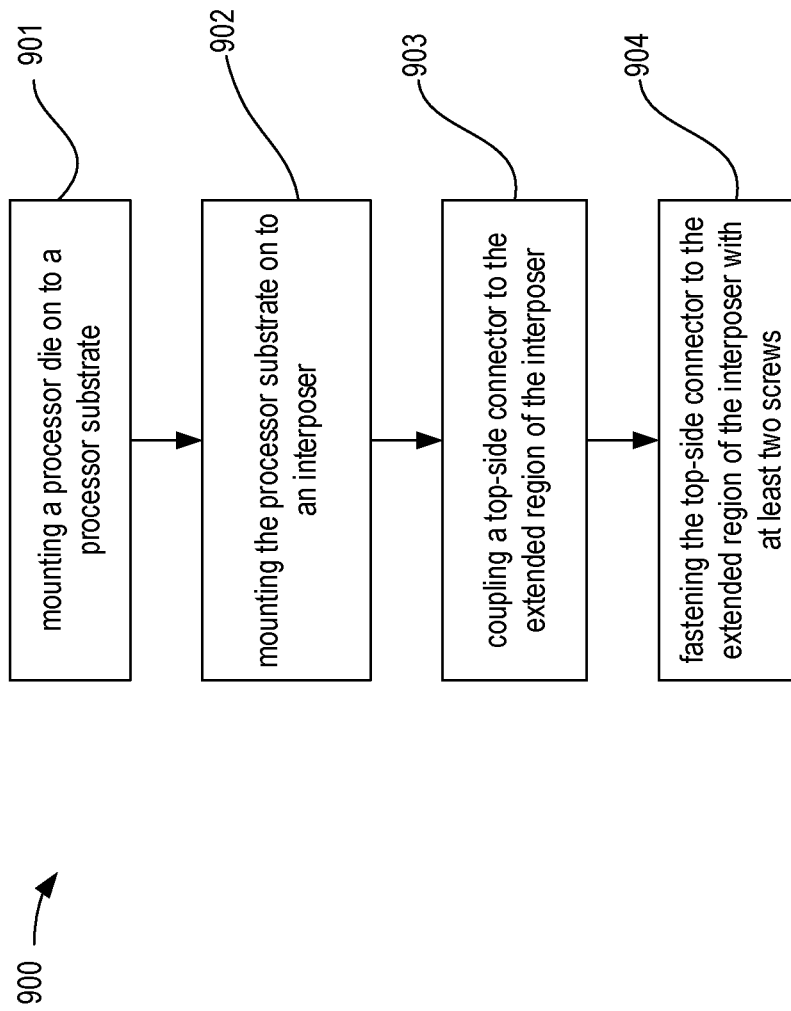 900
901
mounting a processor die on to a
processor substrate
902
mounting the processor substrate on to
an interposer
903
coupling a top-side connector to the
extended region of the interposer
904
fastening the top-side connector to the
extended region of the interposer with
at least two screws